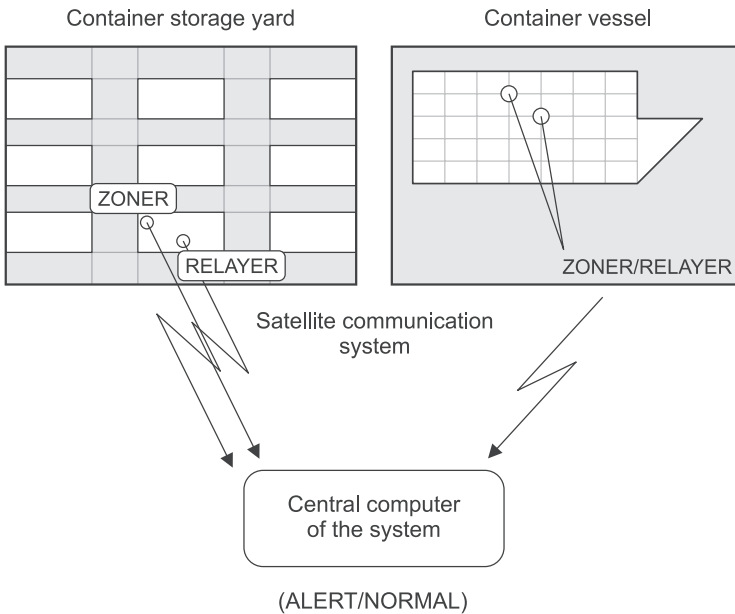 Container storage yard
Container vessel
ZONER
RELAYER
ZONER/RELAYER
Satellite communication
system
Central computer
of the system
(ALERT/NORMAL)